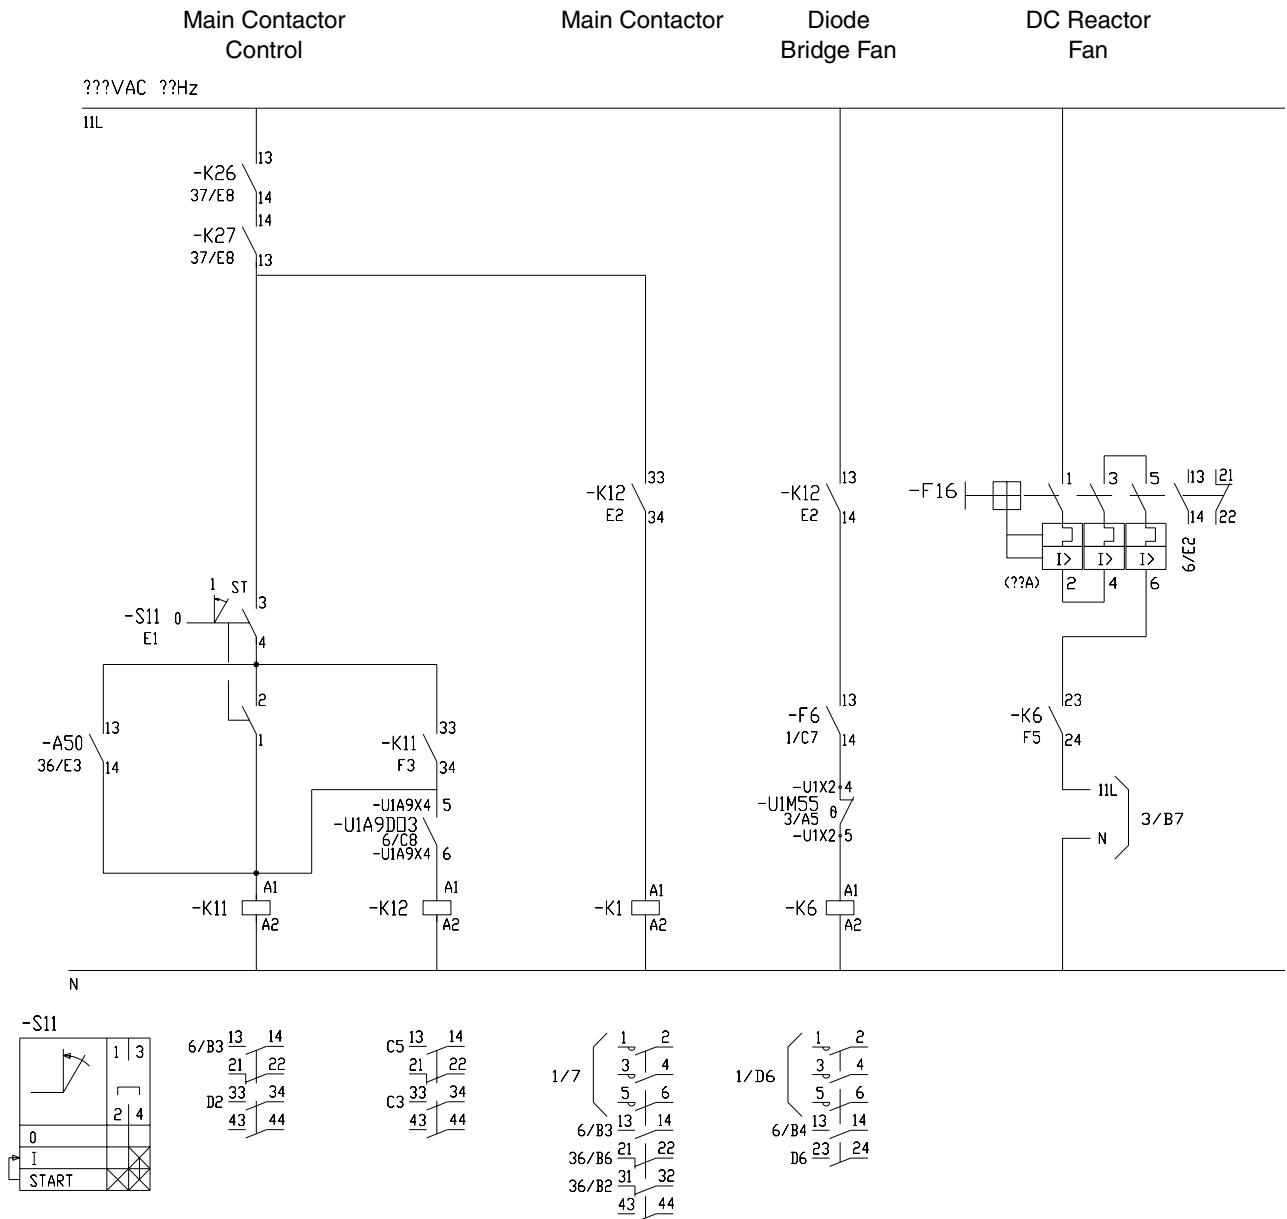 Main Contactor
Control
Main Contactor
Diode
Bridge Fan
DC Reactor
Fan
???VAC ??Hz
11L
-K26
37/E8
13
14
-K27
37/E8
14
13
-K12
E2
33
34
-K12
E2
13
14
-F16
1
3
5
13
21
14
22
I>
I>
I>
(??A)
2
4
6
6/E2
-S11
E1
0
1
ST
3
4
2
1
-A50
36/E3
13
14
-K11
F3
33
34
-U1A9X4 5
-U1A9DO3
6/C8
-U1A9X4 6
-F6
1/C7
13
14
-U1X2 4
-U1M55
3/A5
θ
-U1X2 5
-K6
F5
23
24
11L
N
3/B7
-K11
A1
A2
-K12
A1
A2
-K1
A1
A2
-K6
A1
A2
N
-S11
1 3
2 4
0
I
START
6/B3 13 14
21 22
D2 33 34
43 44
C5 13 14
21 22
C3 33 34
43 44
1/7
1 2
3 4
5 6
6/B3 13 14
36/B6 21 22
36/B2 31 32
43 44
1/D6
1 2
3 4
5 6
6/B4 13 14
D6 23 24